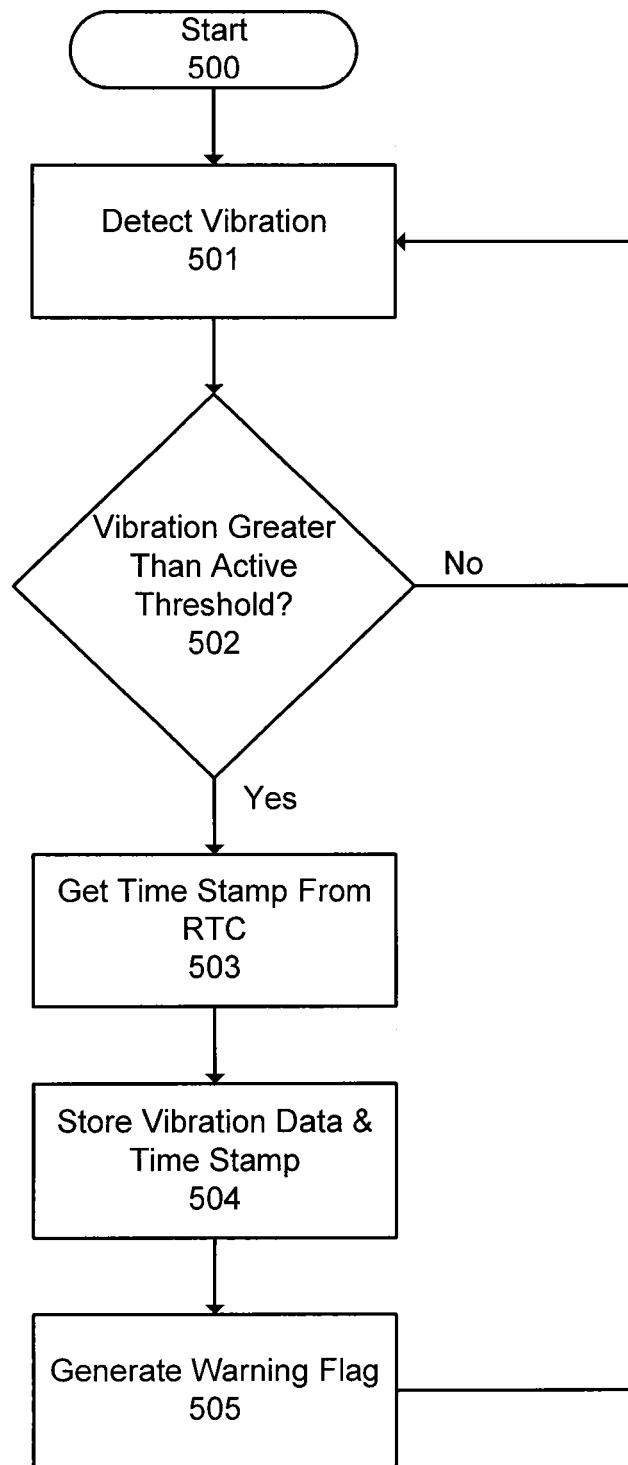 Start
500
Detect Vibration
501
Vibration Greater
Than Active
Threshold?
502
No
Yes
Get Time Stamp From
RTC
503
Store Vibration Data &
Time Stamp
504
Generate Warning Flag
505